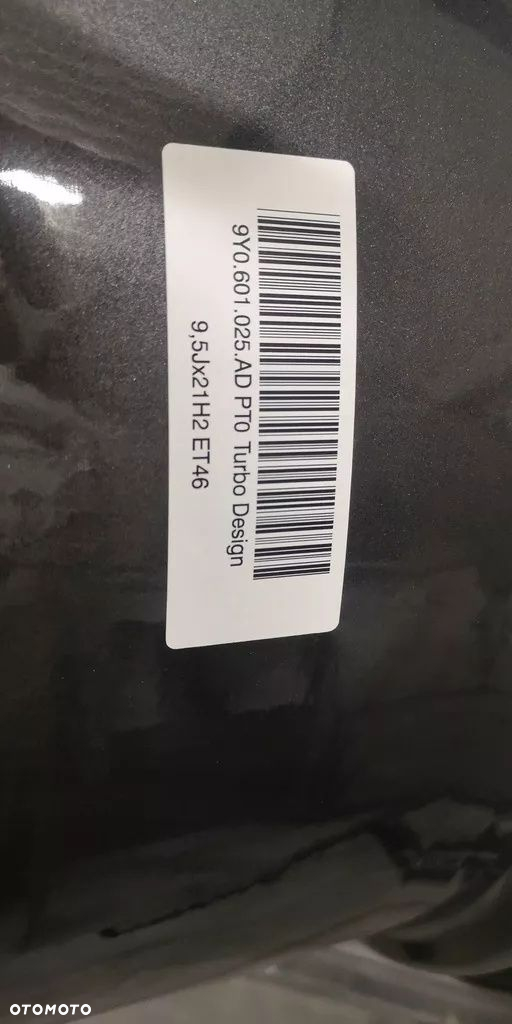 9Y0.601.025.AD PT0 Turbo Design
9,5Jx21H2 ET46
OTOMOTO